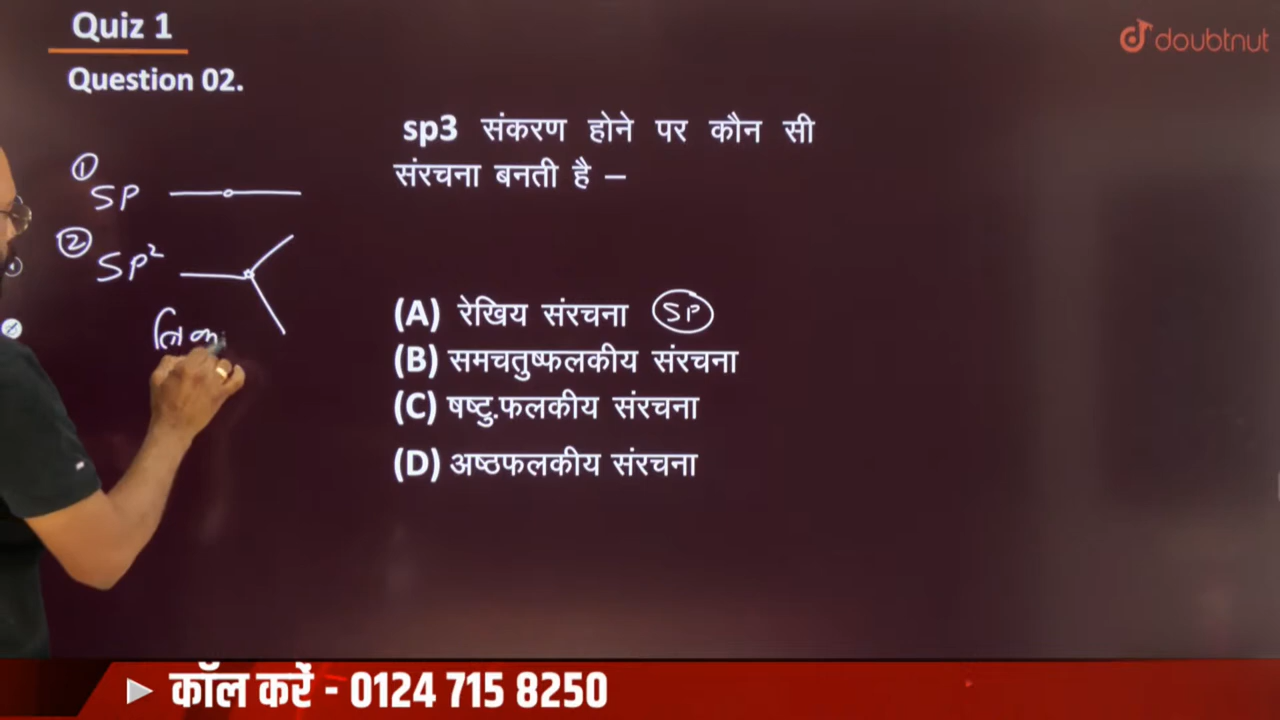 Quiz 1
doubtnut
Question 02.
sp3 संकरण होने पर कौन सी
संरचना बनती है –
1
SP
2
SP²
(A) रेखिय संरचना SP
(B) समचतुष्फलकीय संरचना
(C) षष्टु.फलकीय संरचना
(D) अष्ठफलकीय संरचना
कॉल करें - 0124 715 8250